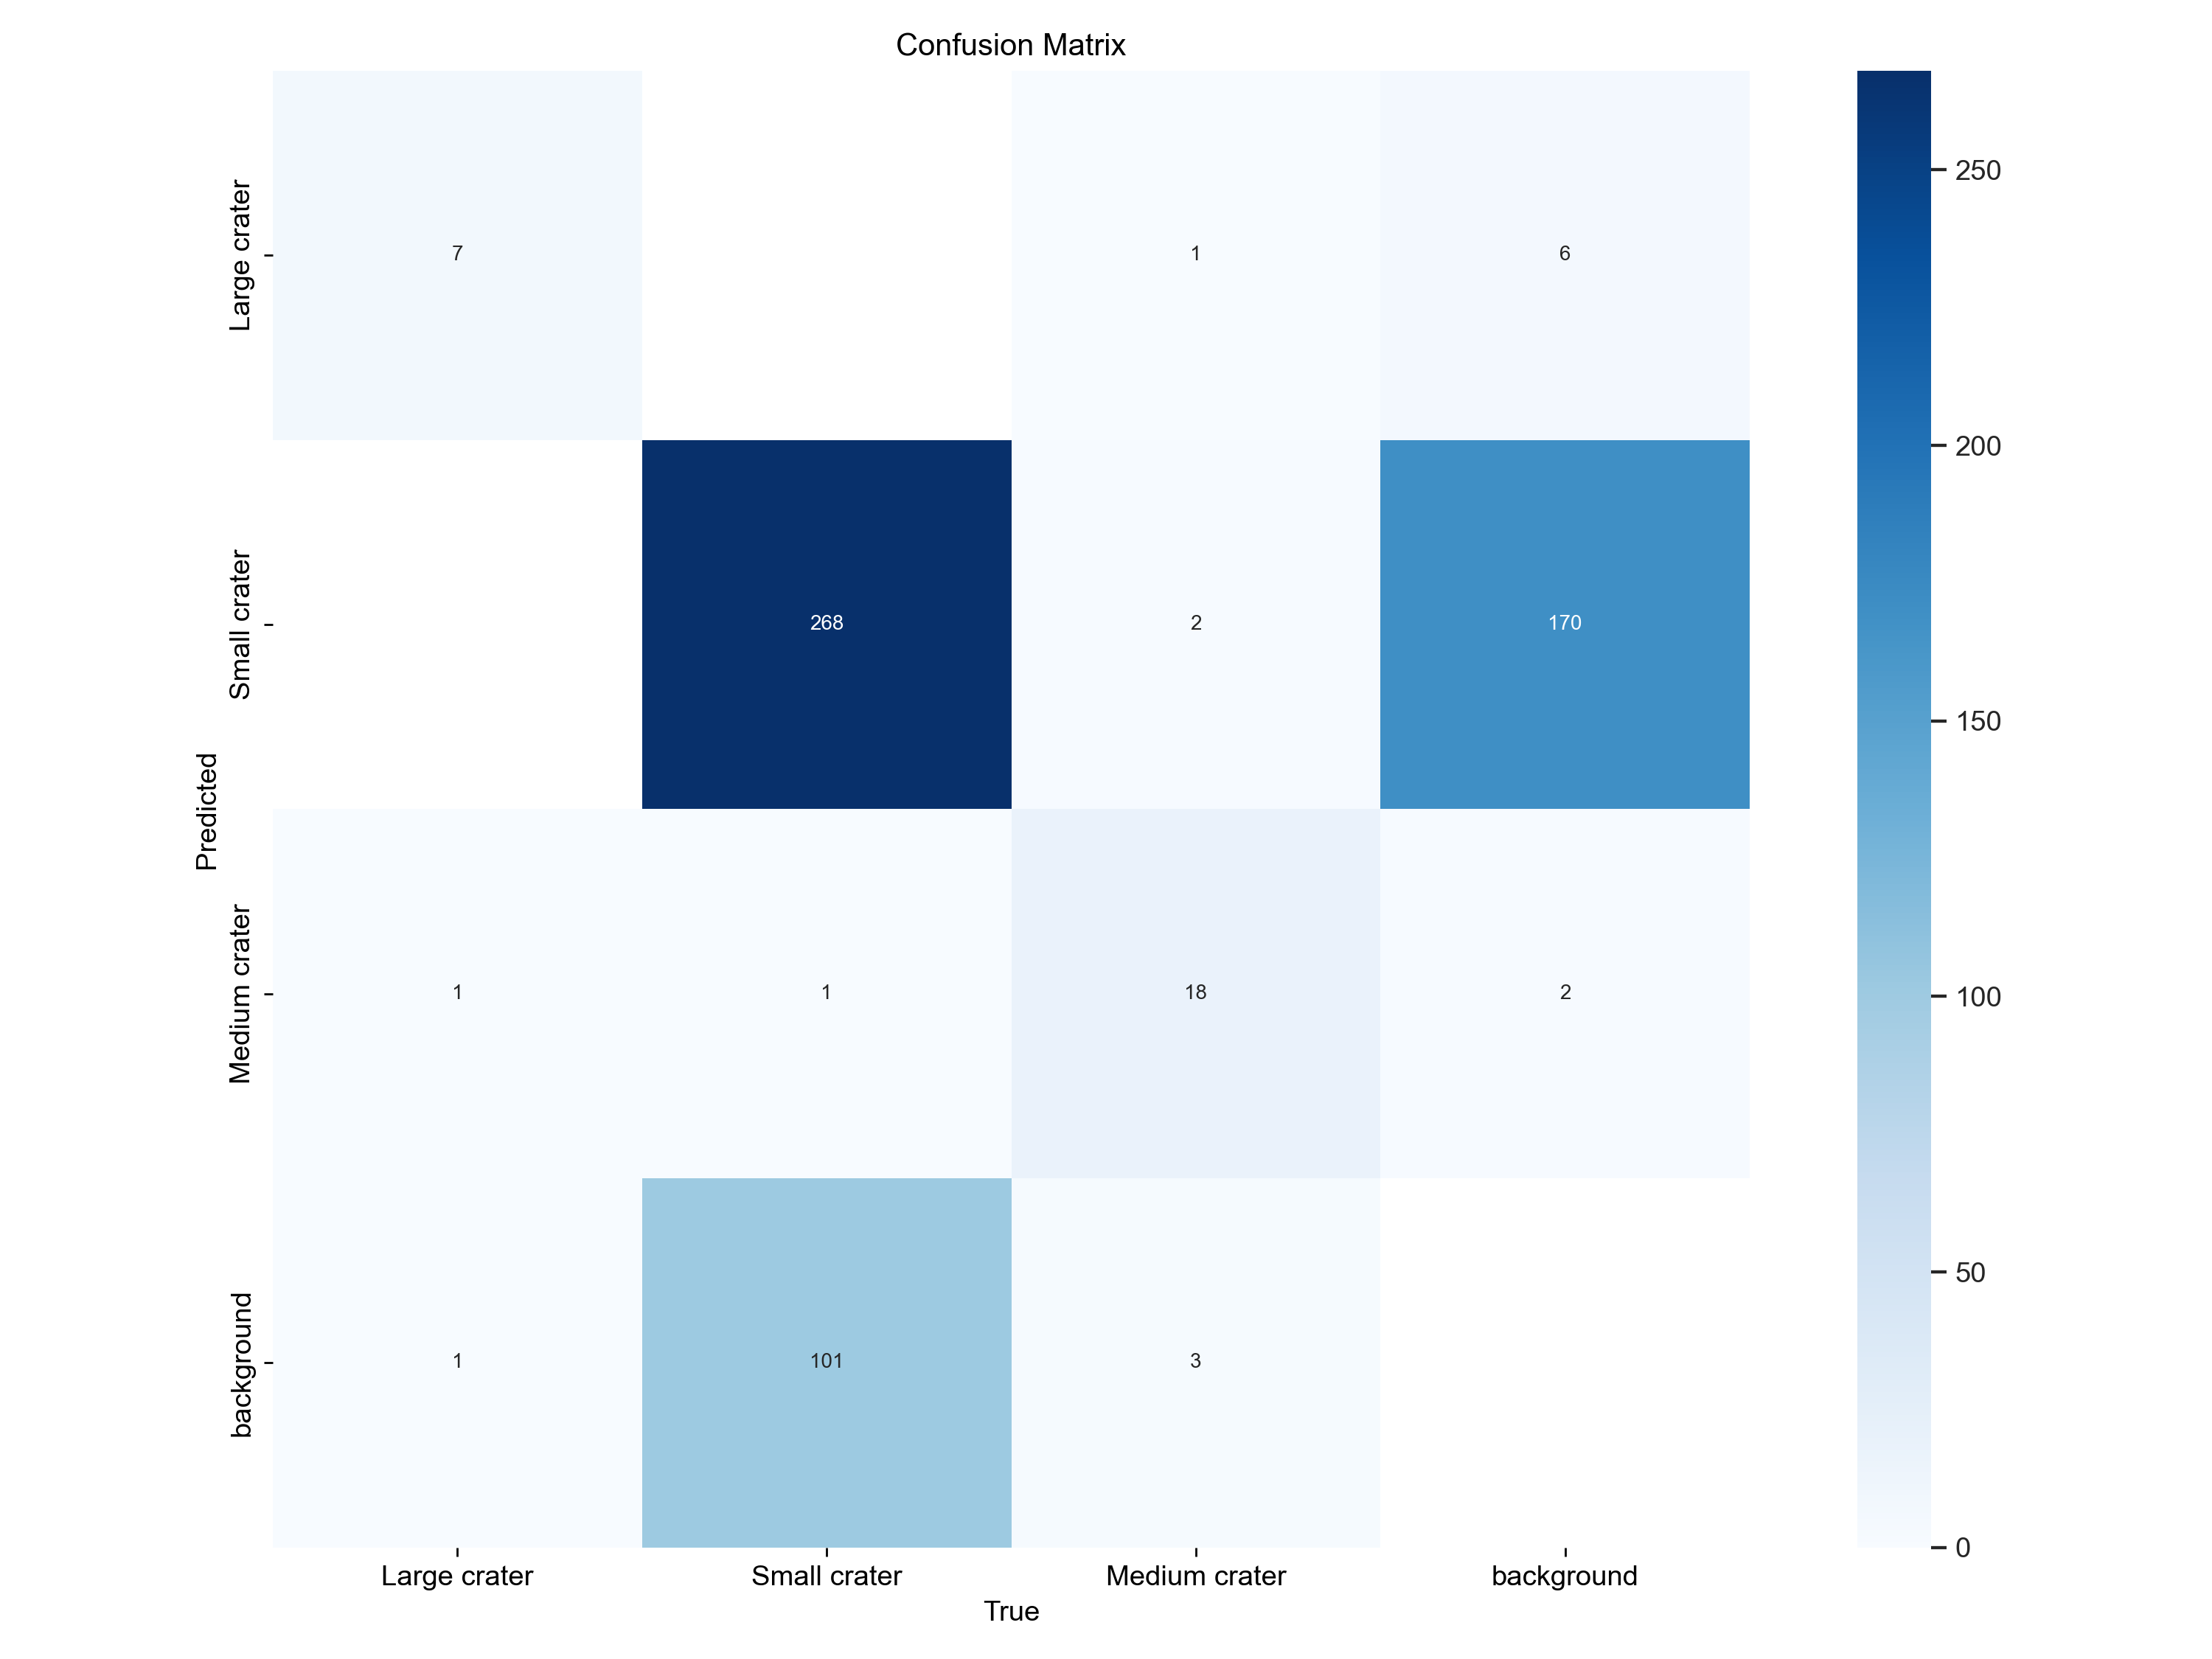 Confusion Matrix
Large crater
7
1
6
250
200
Small crater
268
2
170
150
Predicted
Medium crater
1
1
18
2
100
50
background
1
101
3
0
Large crater
Small crater
Medium crater
background
True